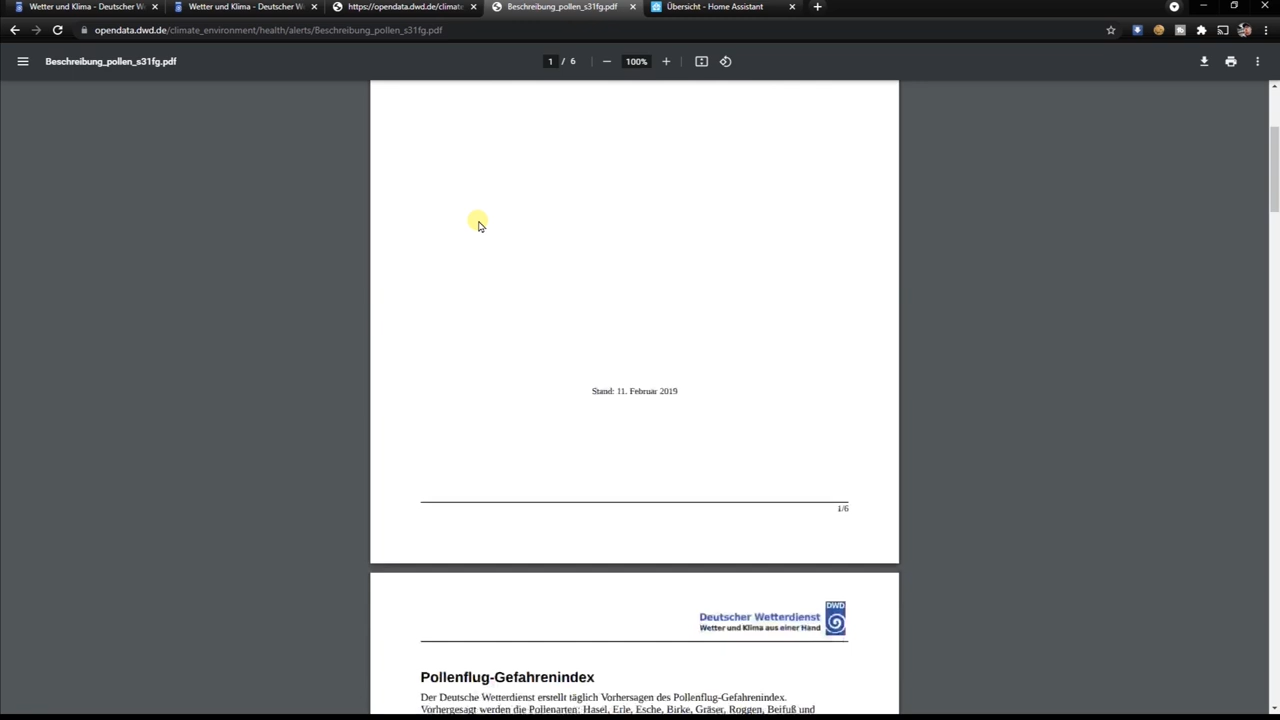 Wetter und Klima - Deutscher W
Wetter und Klima - Deutscher W
https://opendata.dwd.de/climat
Beschreibung_pollen_s31fg.pdf
Übersicht - Home Assistant
opendata.dwd.de/climate_environment/health/alerts/Beschreibung_pollen_s31fg.pdf
Beschreibung_pollen_s31fg.pdf
1 / 6
100%
Stand: 11. Februar 2019
1/6
DWD
Deutscher Wetterdienst
Wetter und Klima aus einer Hand
Pollenflug-Gefahrenindex
Der Deutsche Wetterdienst erstellt täglich Vorhersagen des Pollenflug-Gefahrenindex.
Vorhergesagt werden die Pollenarten: Hasel, Erle, Esche, Birke, Gräser, Roggen, Beifuß und